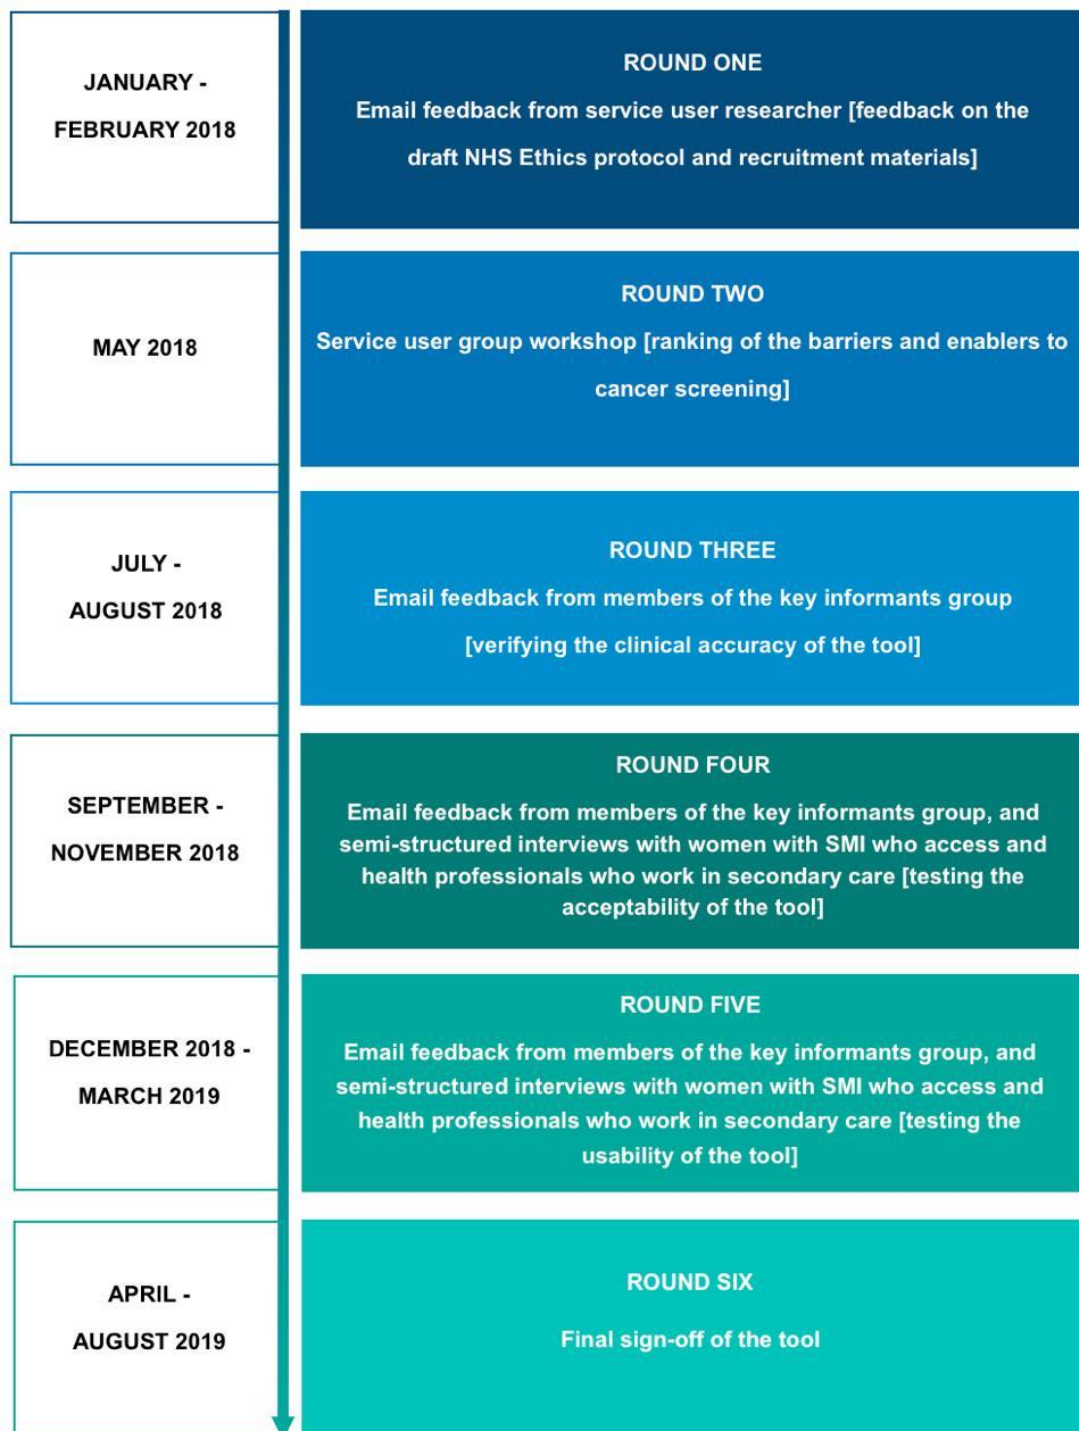 JANUARY -
FEBRUARY 2018
ROUND ONE
Email feedback from service user researcher [feedback on the
draft NHS Ethics protocol and recruitment materials]
MAY 2018
ROUND TWO
Service user group workshop [ranking of the barriers and enablers to
cancer screening]
JULY -
AUGUST 2018
ROUND THREE
Email feedback from members of the key informants group
[verifying the clinical accuracy of the tool]
SEPTEMBER -
NOVEMBER 2018
ROUND FOUR
Email feedback from members of the key informants group, and
semi-structured interviews with women with SMI who access and
health professionals who work in secondary care [testing the
acceptability of the tool]
DECEMBER 2018 -
MARCH 2019
ROUND FIVE
Email feedback from members of the key informants group, and
semi-structured interviews with women with SMI who access and
health professionals who work in secondary care [testing the
usability of the tool]
APRIL -
AUGUST 2019
ROUND SIX
Final sign-off of the tool